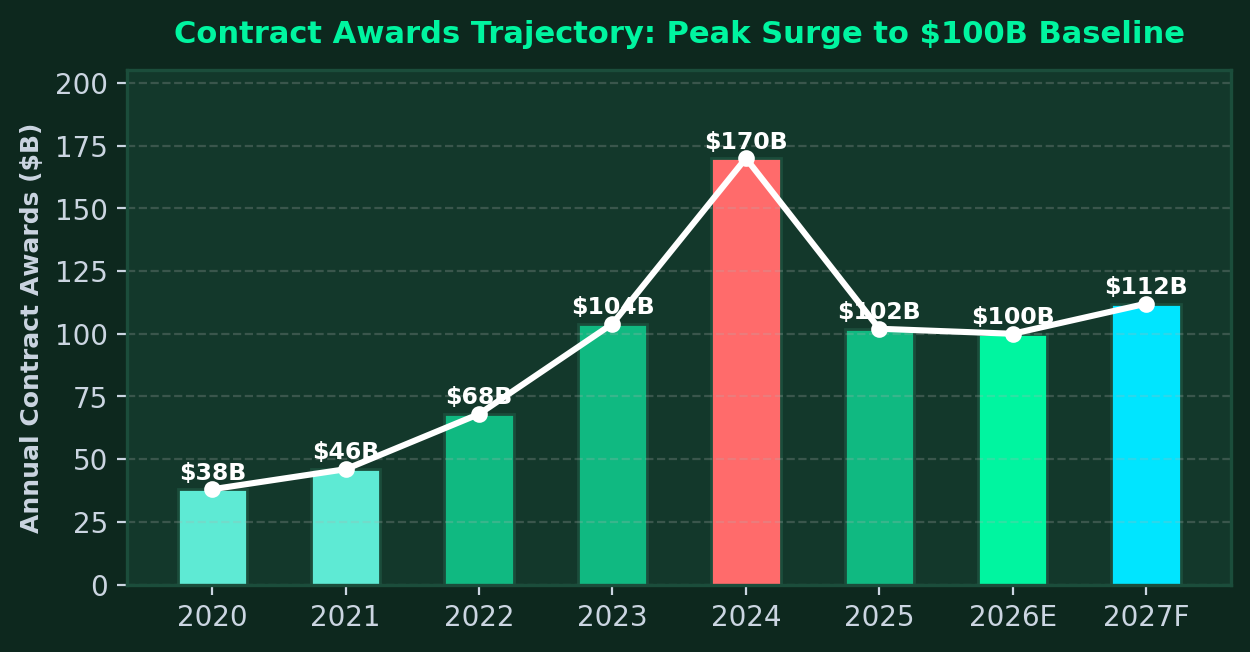 Contract Awards Trajectory: Peak Surge to $100B Baseline
Annual Contract Awards ($B)
200
175
150
125
100
75
50
25
0
$38B
$46B
$68B
$104B
$170B
$102B
$100B
$112B
2020 2021 2022 2023 2024 2025 2026E 2027F